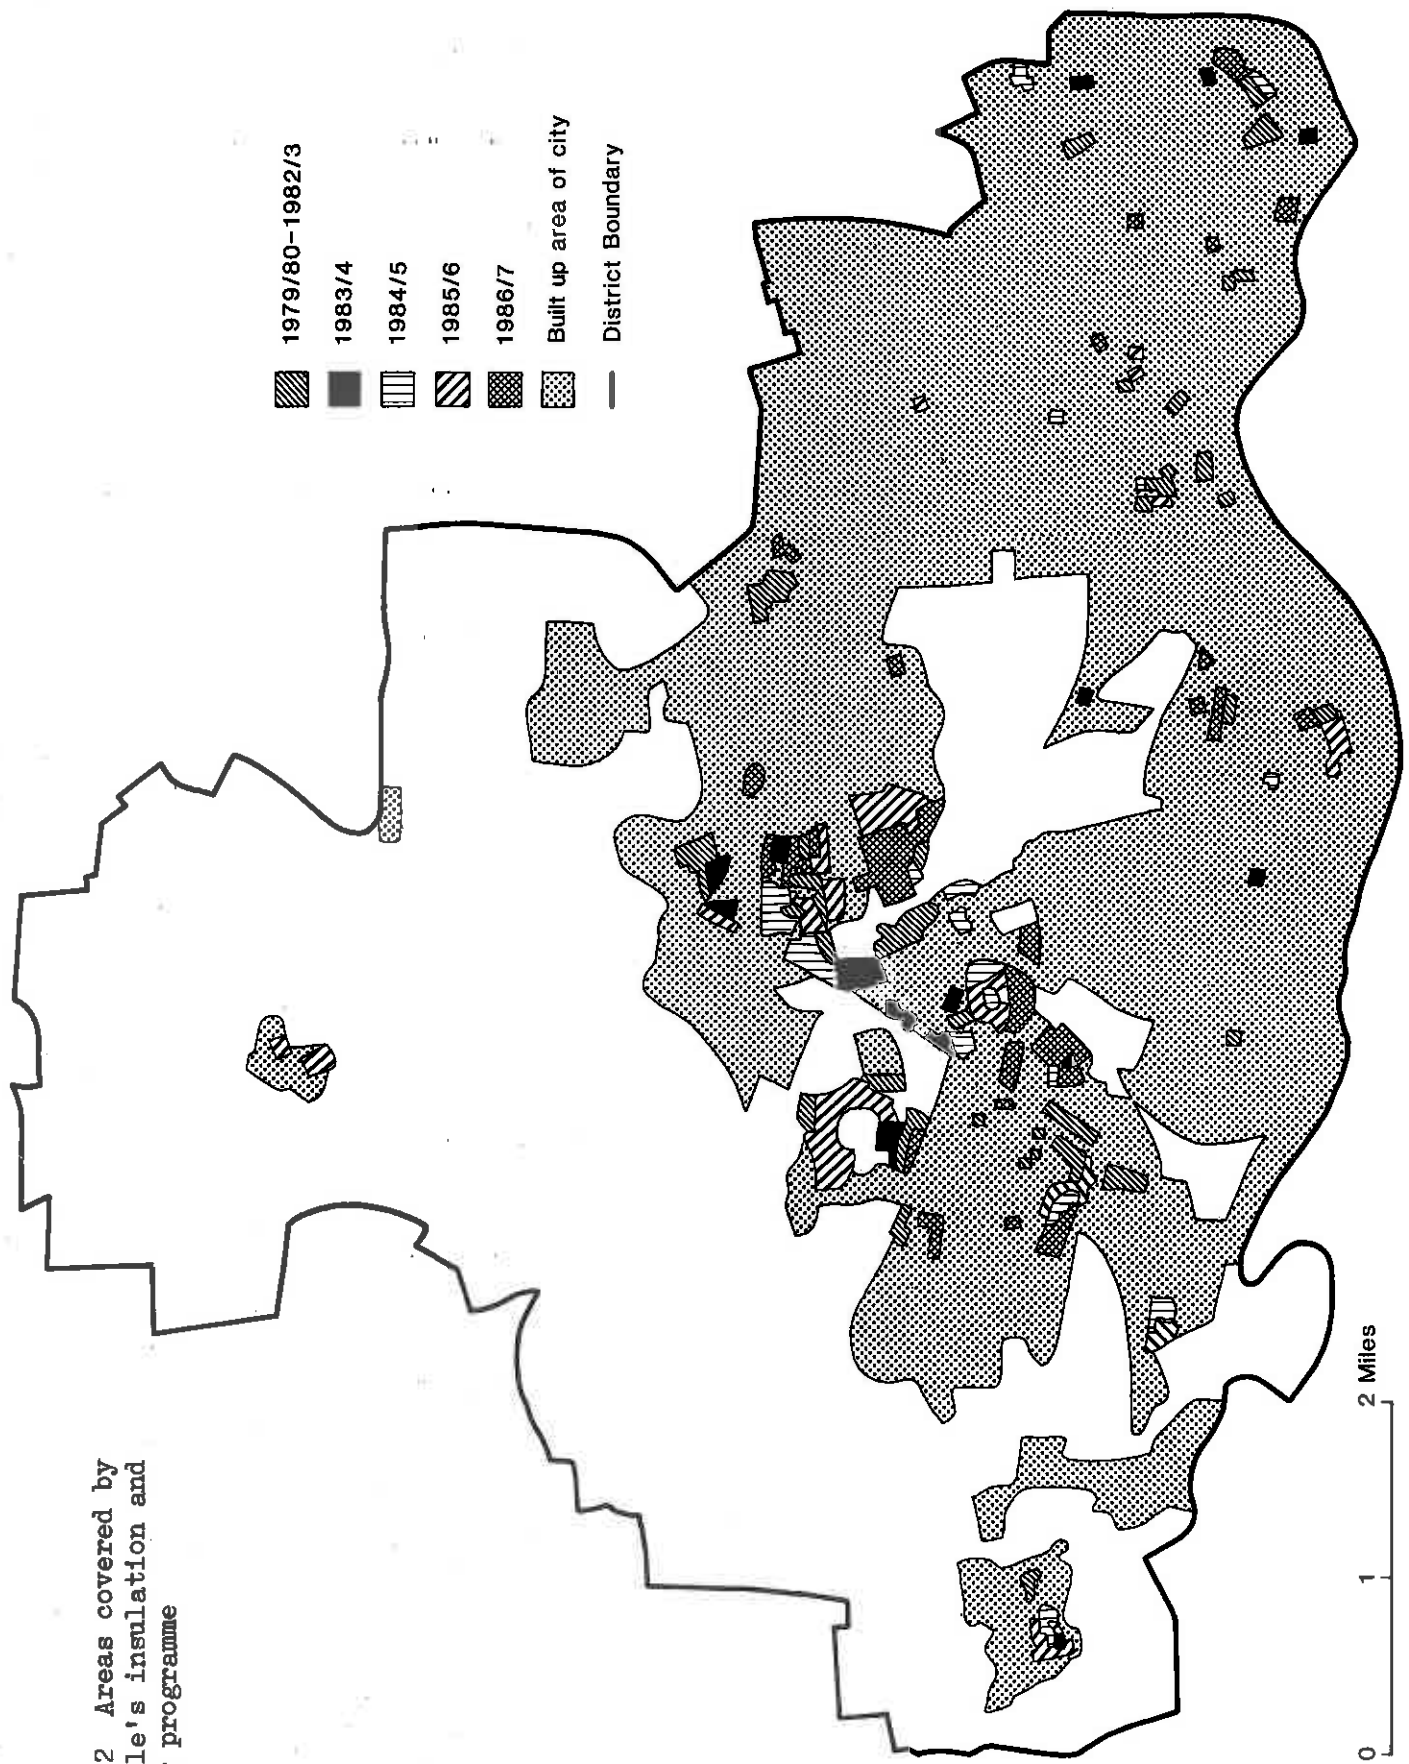 2 Areas covered by
le's insulation and
programme
1979/80-1982/3
1983/4
1984/5
1985/6
1986/7
Built up area of city
District Boundary
0 1 2 Miles